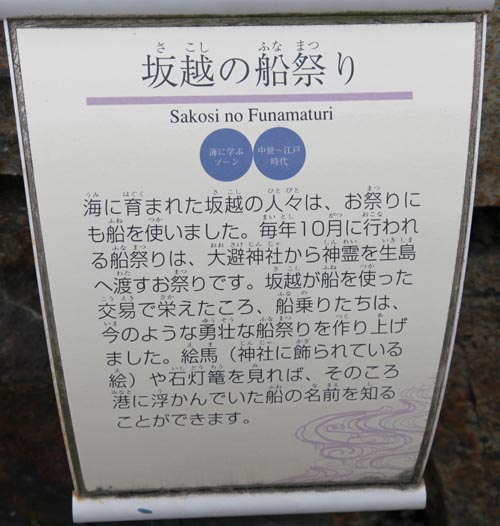 坂越の船祭り
Sakosi no Funamaturi
海に学ぶ
ゾーン
中世～江戸
時代
海に育まれた坂越の人々は、お祭りに
も船を使いました。毎年10月に行われ
る船祭りは、大避神社から神霊を生島
へ渡すお祭りです。坂越が船を使った
交易で栄えたころ、船乗りたちは、
今のような勇壮な船祭りを作り上げ
ました。絵馬（神社に飾られている
絵）や石灯篭を見れば、そのころ
港に浮かんでいた船の名前を知る
ことができます。